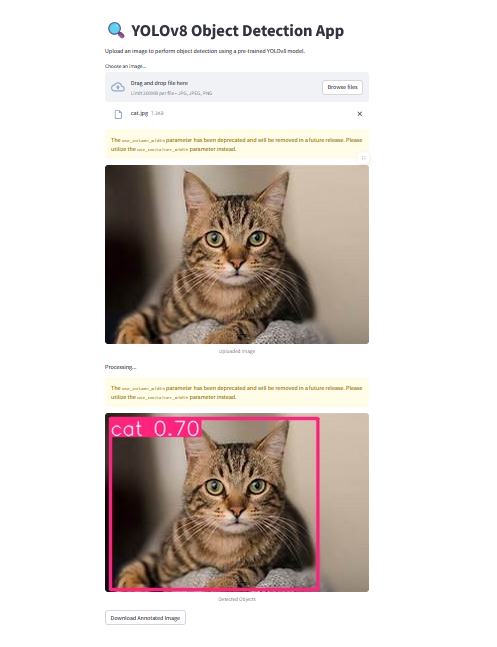 YOLOv8 Object Detection App
Upload an image to perform object detection using a pre-trained YOLOv8 model.
Choose an image...
Drag and drop file here
Limit 200MB per file • JPG, JPEG, PNG
Browse files
cat.jpg
The use_column_width parameter has been deprecated and will be removed in a future release. Please
utilize the use_container_width parameter instead.
Uploaded Image
Processing...
The use_column_width parameter has been deprecated and will be removed in a future release. Please
utilize the use_container_width parameter instead.
cat 0.70
Detected Objects
Download Annotated Image